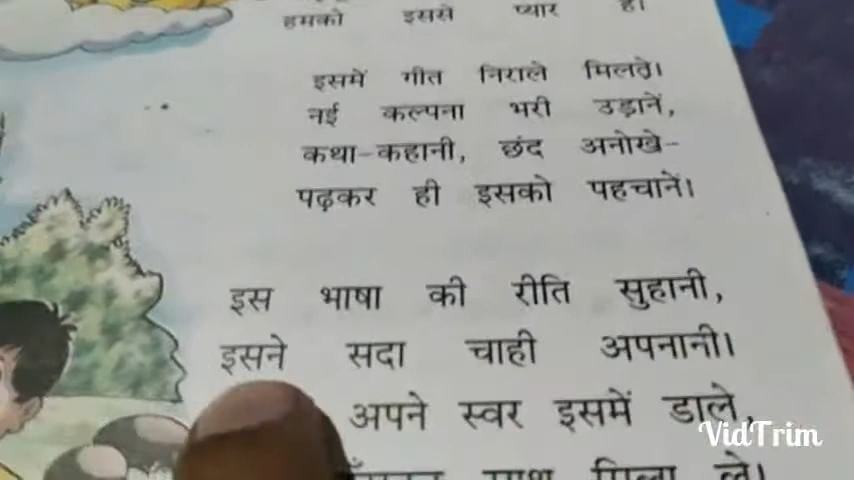 हमको इससे प्यार है।
इसमें गीत निराले मिलते।
नई कल्पना भरी उड़ानें,
कथा-कहानी, छंद अनोखे-
पढ़कर ही इसको पहचानें।
इस भाषा की रीति सुहानी,
इसने सदा चाही अपनानी।
अपने स्वर इसमें डाले,
साथ मिला ले।
VidTrim